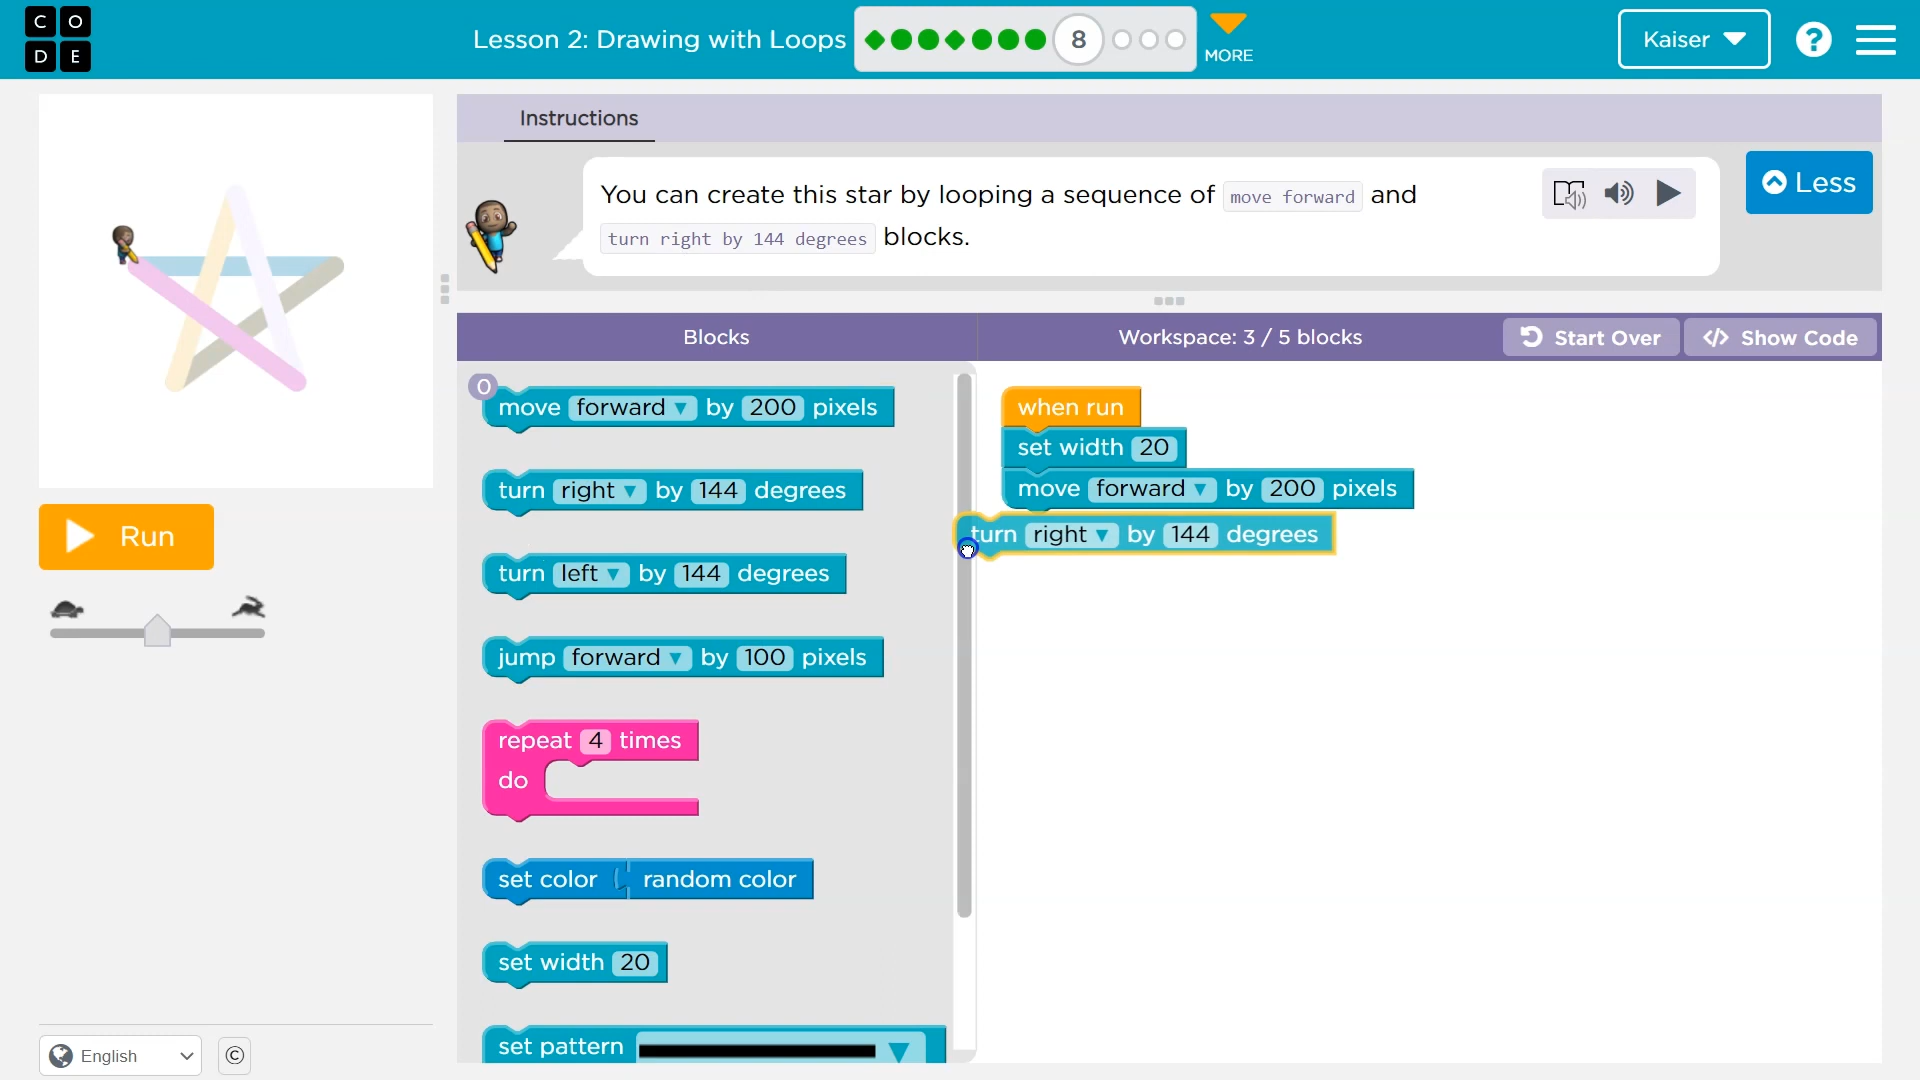 C O
D E
Lesson 2: Drawing with Loops
8
MORE
Kaiser
?
Instructions
You can create this star by looping a sequence of move forward and
turn right by 144 degrees blocks.
Less
Blocks
Workspace: 3 / 5 blocks
Start Over
</> Show Code
0
move forward ▼ by 200 pixels
turn right ▼ by 144 degrees
turn left ▼ by 144 degrees
jump forward ▼ by 100 pixels
repeat 4 times
do
set color random color
set width 20
set pattern ▼
when run
set width 20
move forward ▼ by 200 pixels
turn right ▼ by 144 degrees
Run
English
©